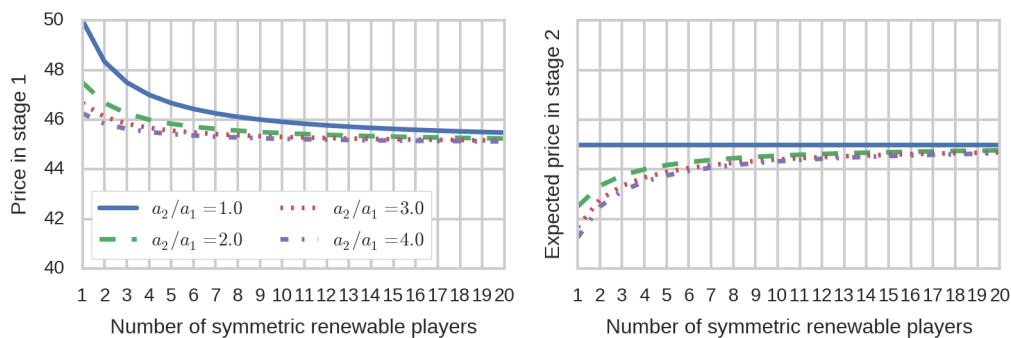 50
48
46
44
42
40
Price in stage 1
a₂/a₁ =1.0
a₂/a₁ =2.0
a₂/a₁ =3.0
a₂/a₁ =4.0
1 2 3 4 5 6 7 8 9 10 11 12 13 14 15 16 17 18 19 20
Number of symmetric renewable players
Expected price in stage 2
1 2 3 4 5 6 7 8 9 10 11 12 13 14 15 16 17 18 19 20
Number of symmetric renewable players